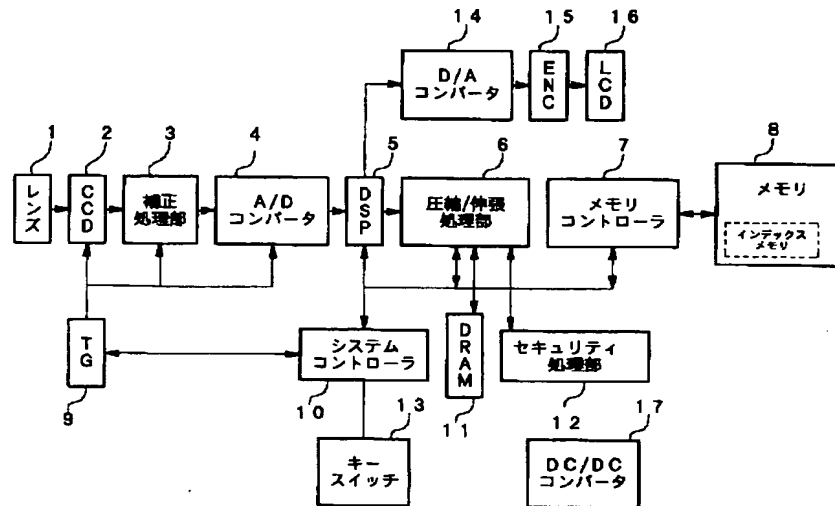 14
15
16
D/A
コンバータ
ENC
LCD
1
2
3
4
5
6
7
8
レンズ
CCD
補正
処理部
A/D
コンバータ
DSP
圧縮/伸張
処理部
メモリ
コントローラ
メモリ
インデックス
メモリ
TG
システム
コントローラ
DRAM
セキュリティ
処理部
9
10
13
11
12
17
キー
スイッチ
DC/DC
コンバータ